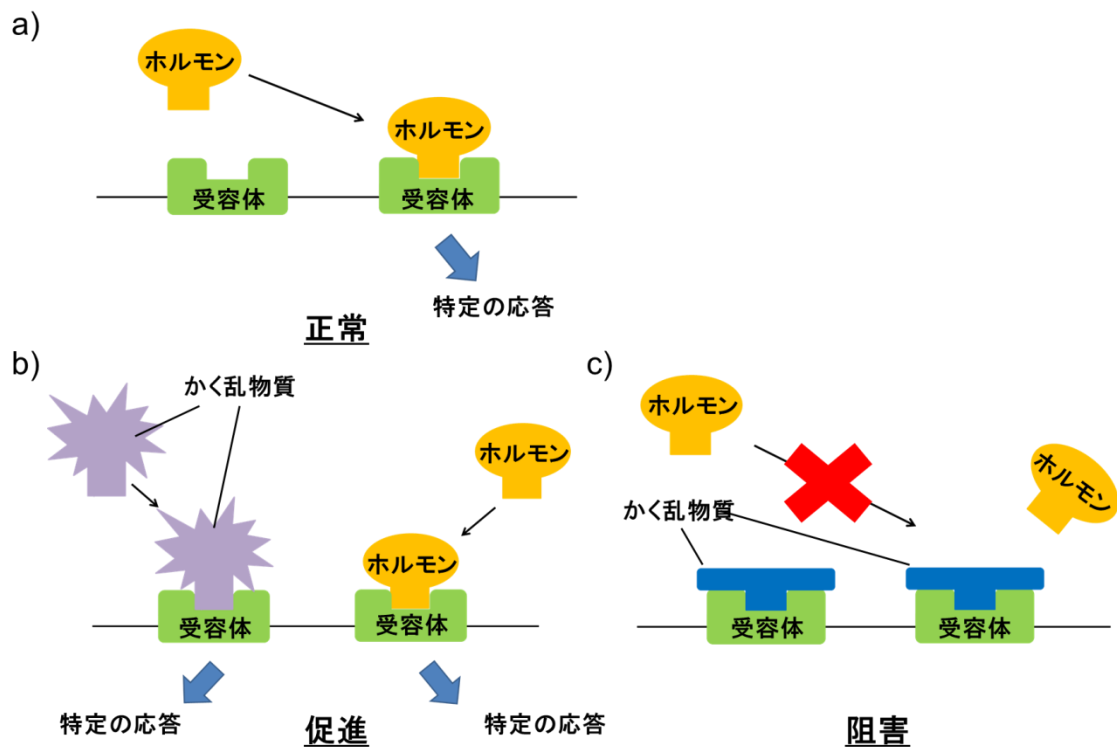 a)
ホルモン
ホルモン
受容体
受容体
特定の応答
正常
b)
かく乱物質
ホルモン
ホルモン
受容体
受容体
特定の応答
促進
特定の応答
c)
ホルモン
ホルモン
かく乱物質
受容体
受容体
阻害